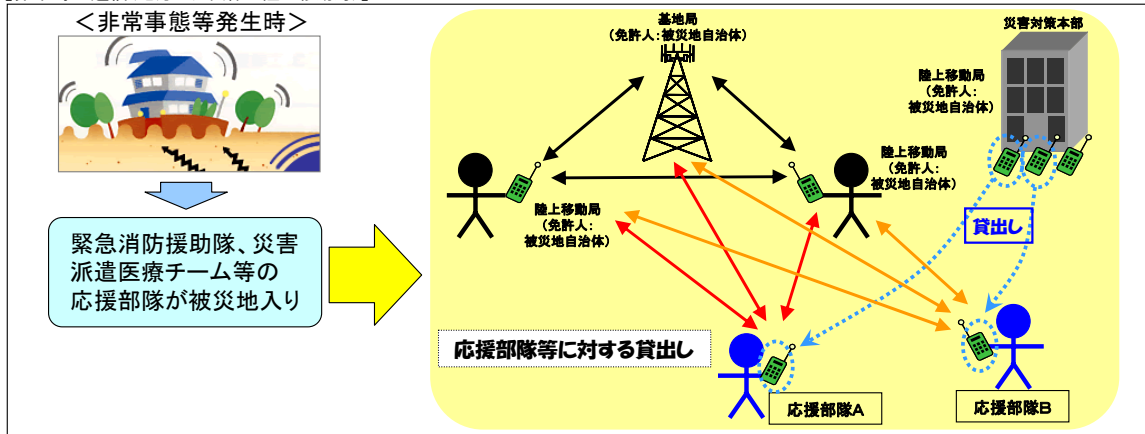 ＜非常事態等発生時＞
緊急消防援助隊、災害
派遣医療チーム等の
応援部隊が被災地入り
基地局
（免許人：被災地自治体）
災害対策本部
陸上移動局
（免許人：
被災地自治体）
陸上移動局
（免許人：
被災地自治体）
陸上移動局
（免許人：
被災地自治体）
貸出し
応援部隊等に対する貸出し
応援部隊Ａ
応援部隊Ｂ